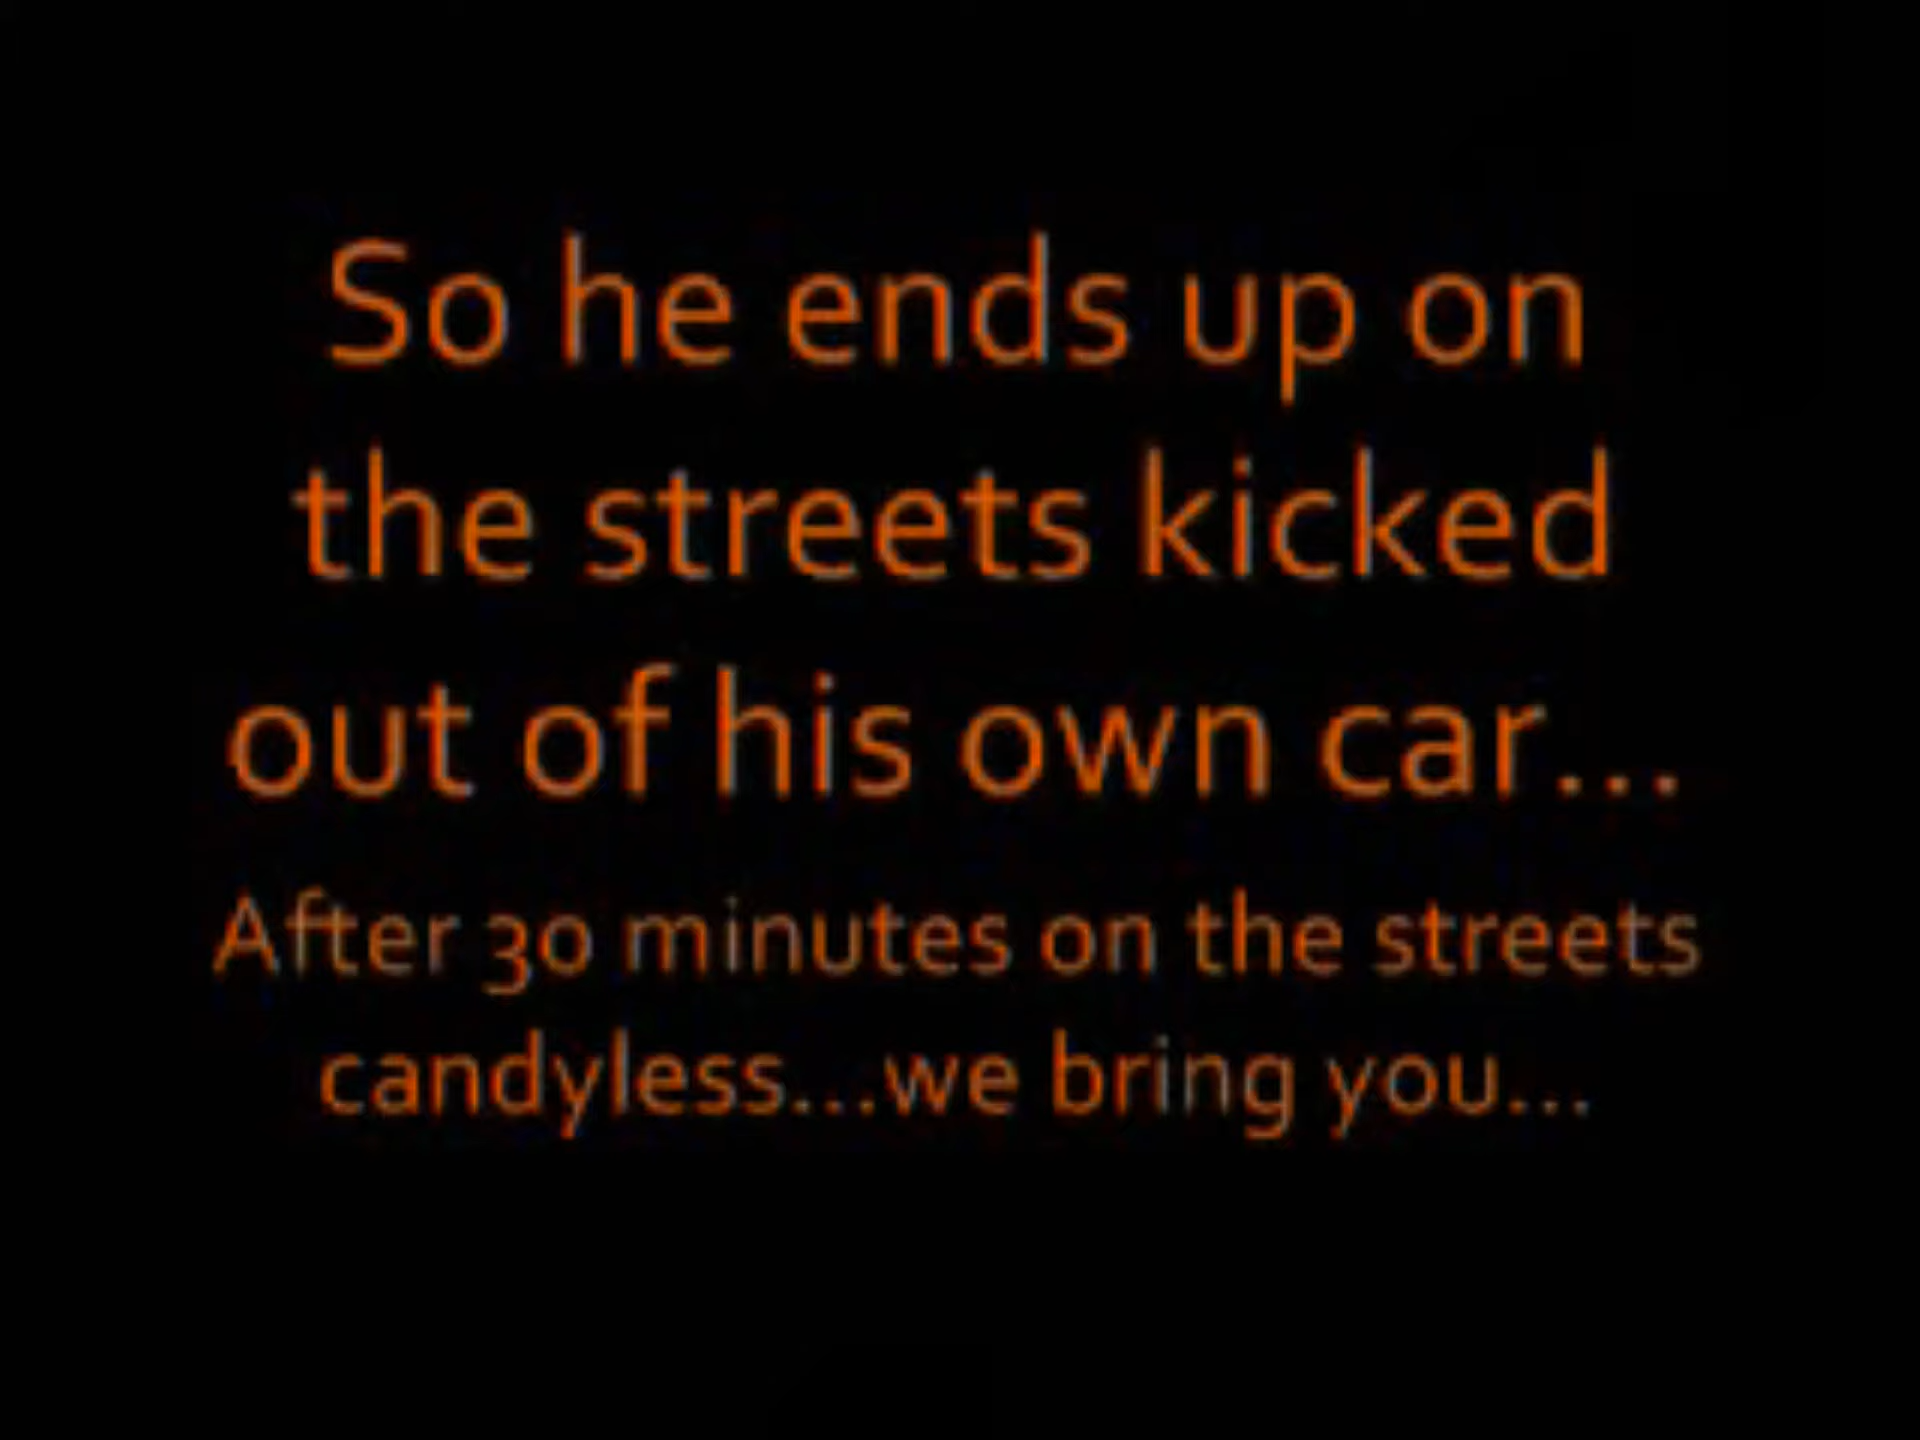 So he ends up on
the streets kicked
out of his own car...
After 30 minutes on the streets
candyless...we bring you...